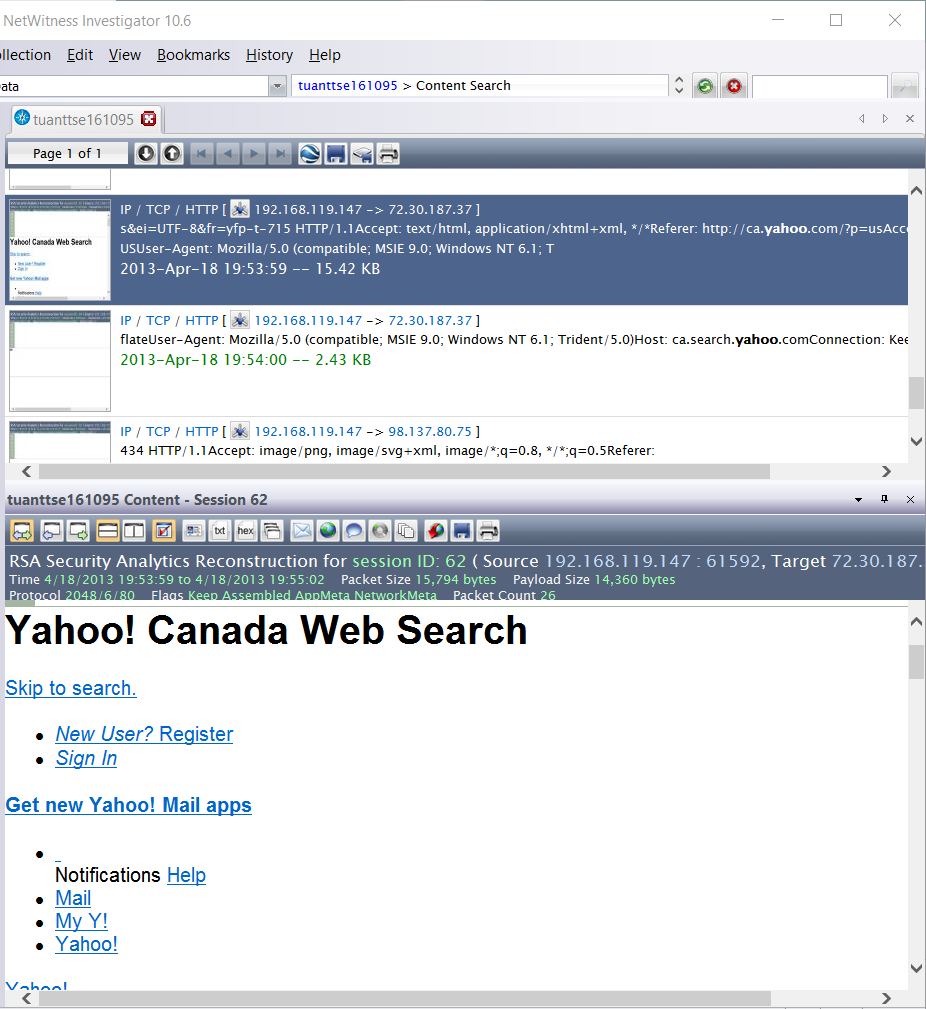 NetWitness Investigator 10.6
llection Edit View Bookmarks History Help
ata
tuanttse161095 > Content Search
tuanttse161095
Page 1 of 1
IP / TCP / HTTP [ 192.168.119.147 -> 72.30.187.37 ]
s&ei=UTF-8&fr=yfp-t-715 HTTP/1.1Accept: text/html, application/xhtml+xml, */*Referer: http://ca.yahoo.com/?p=usAcce
USUser-Agent: Mozilla/5.0 (compatible; MSIE 9.0; Windows NT 6.1; T
2013-Apr-18 19:53:59 -- 15.42 KB
IP / TCP / HTTP [ 192.168.119.147 -> 72.30.187.37 ]
flateUser-Agent: Mozilla/5.0 (compatible; MSIE 9.0; Windows NT 6.1; Trident/5.0)Host: ca.search.yahoo.comConnection: Kee
2013-Apr-18 19:54:00 -- 2.43 KB
IP / TCP / HTTP [ 192.168.119.147 -> 98.137.80.75 ]
434 HTTP/1.1Accept: image/png, image/svg+xml, image/*;q=0.8, */*;q=0.5Referer:
Yahoo! Canada Web Search
tuanttse161095 Content - Session 62
txt hex
RSA Security Analytics Reconstruction for session ID: 62 ( Source 192.168.119.147 : 61592, Target 72.30.187.
Time 4/18/2013 19:53:59 to 4/18/2013 19:55:02 Packet Size 15,794 bytes Payload Size 14,360 bytes
Protocol 2048/6/80 Flags Keep Assembled AppMeta NetworkMeta Packet Count 26
Yahoo! Canada Web Search
Skip to search.
New User? Register
Sign In
Get new Yahoo! Mail apps
Notifications Help
Mail
My Y!
Yahoo!
Yahoo!